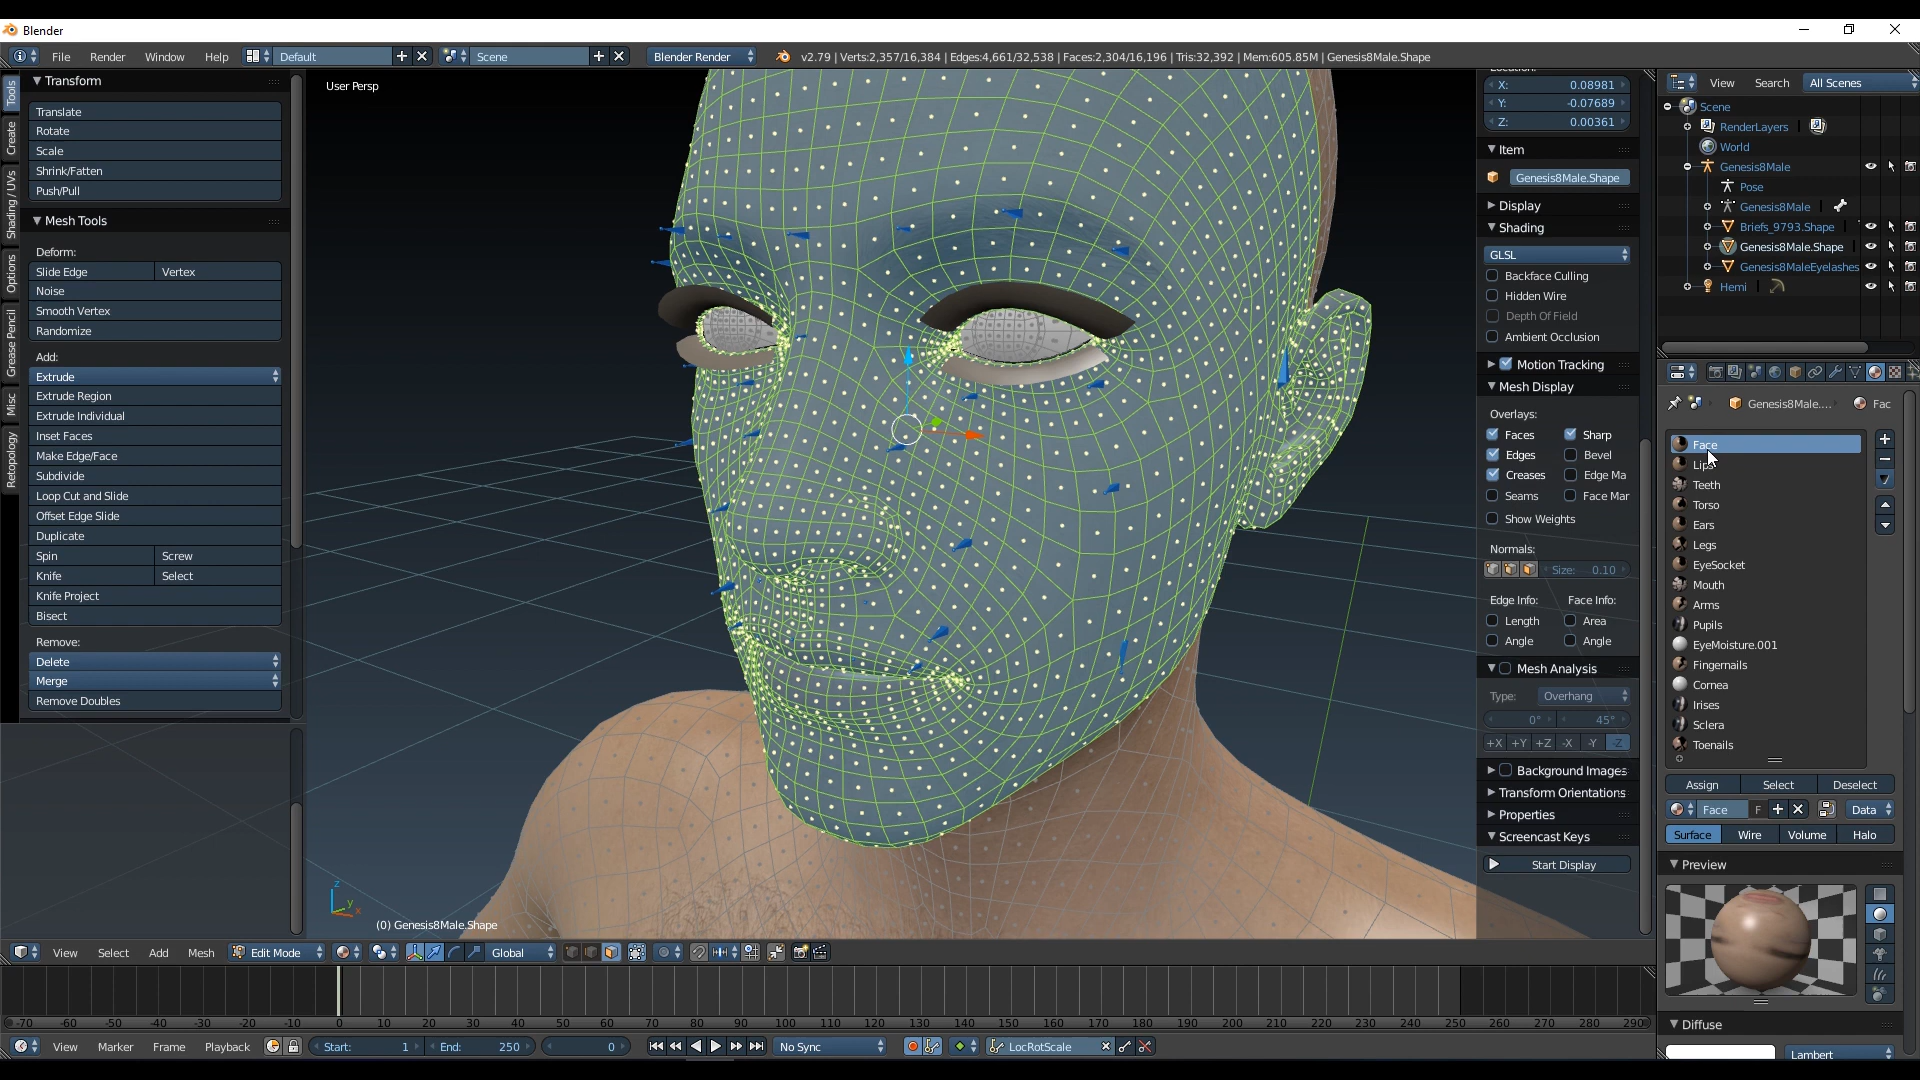 Blender
File Render Window Help Default Scene Blender Render v2.79 | Verts:2,357/16,384 | Edges:4,661/32,538 | Faces:2,304/16,196 | Tris:32,392 | Mem:605.85M | Genesis8Male.Shape
Tools
Create
Shading / UVs
Options
Grease Pencil
Misc
Retopology
Transform
Translate
Rotate
Scale
Shrink/Fatten
Push/Pull
Mesh Tools
Deform:
Slide Edge Vertex
Noise
Smooth Vertex
Randomize
Add:
Extrude
Extrude Region
Extrude Individual
Inset Faces
Make Edge/Face
Subdivide
Loop Cut and Slide
Offset Edge Slide
Duplicate
Spin Screw
Knife Select
Knife Project
Bisect
Remove:
Delete
Merge
Remove Doubles
User Persp
z
y
x
(0) Genesis8Male.Shape
X: 0.08981
Y: -0.07689
Z: 0.00361
Item
Genesis8Male.Shape
Display
Shading
GLSL
Backface Culling
Hidden Wire
Depth Of Field
Ambient Occlusion
Motion Tracking
Mesh Display
Overlays:
Faces Sharp
Edges Bevel
Creases Edge Ma
Seams Face Mar
Show Weights
Normals:
Size: 0.10
Edge Info: Face Info:
Length Area
Angle Angle
Mesh Analysis
Type: Overhang
0° 45°
+X +Y +Z -X -Y -Z
Background Images
Transform Orientations
Properties
Screencast Keys
Start Display
View Search All Scenes
Scene
RenderLayers
World
Genesis8Male
Pose
Genesis8Male
Briefs_9793.Shape
Genesis8Male.Shape
Genesis8MaleEyelashes
Hemi
Genesis8Male.... Fac
Face
Lips
Teeth
Torso
Ears
Legs
EyeSocket
Mouth
Arms
Pupils
EyeMoisture.001
Fingernails
Cornea
Irises
Sclera
Toenails
Assign Select Deselect
Face F Data
Surface Wire Volume Halo
Preview
Diffuse
Lambert
View Select Add Mesh Edit Mode Global
-70 -60 -50 -40 -30 -20 -10 0 10 20 30 40 50 60 70 80 90 100 110 120 130 140 150 160 170 180 190 200 210 220 230 240 250 260 270 280 290
View Marker Frame Playback Start: 1 End: 250 0 No Sync LocRotScale